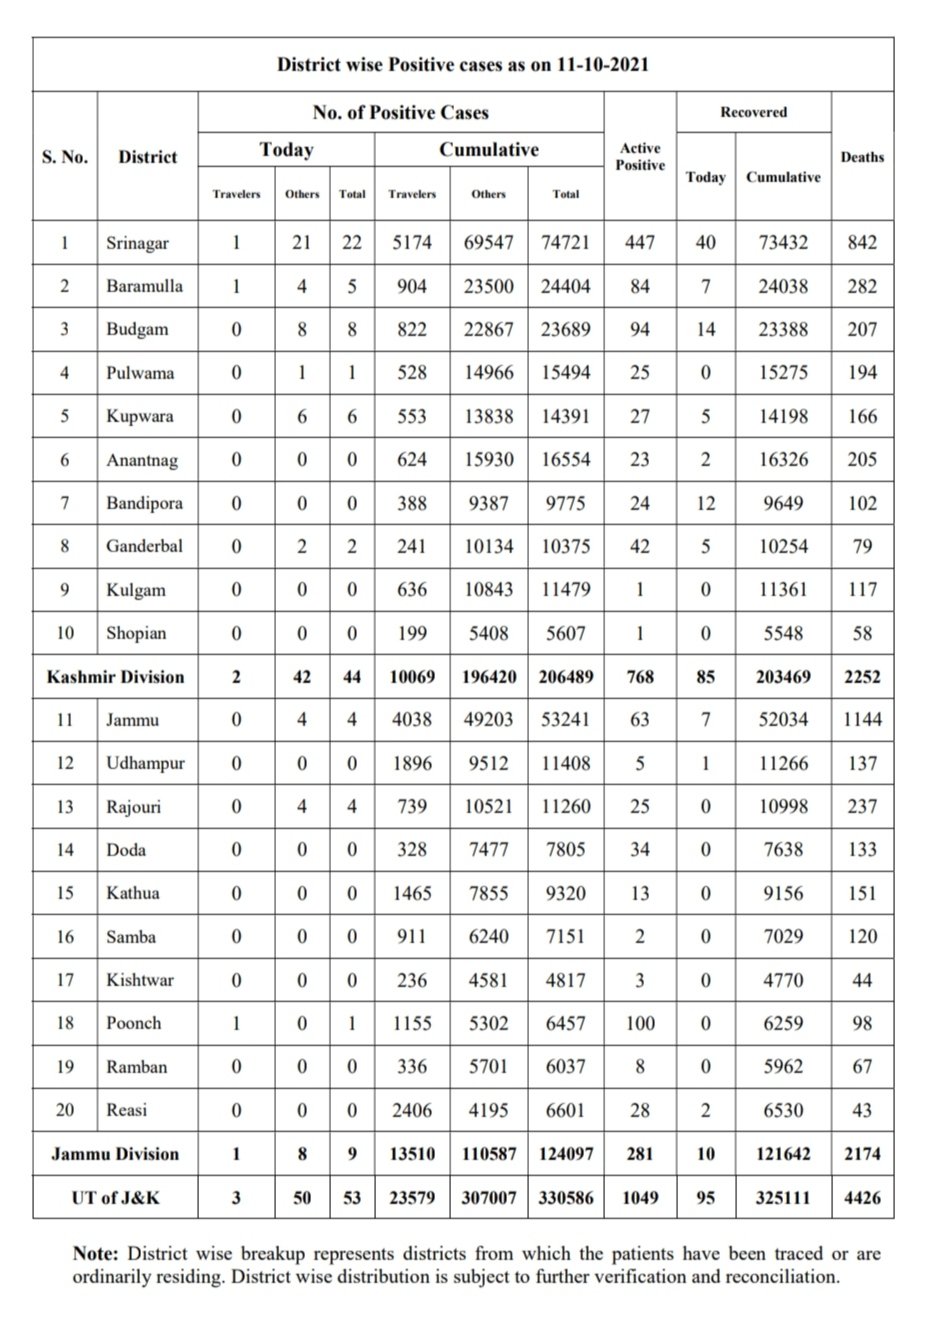 District wise Positive cases as on 11-10-2021
S. No. District No. of Positive Cases Active Positive Recovered Deaths
Today Cumulative Today Cumulative
Travelers Others Total Travelers Others Total
1 Srinagar 1 21 22 5174 69547 74721 447 40 73432 842
2 Baramulla 1 4 5 904 23500 24404 84 7 24038 282
3 Budgam 0 8 8 822 22867 23689 94 14 23388 207
4 Pulwama 0 1 1 528 14966 15494 25 0 15275 194
5 Kupwara 0 6 6 553 13838 14391 27 5 14198 166
6 Anantnag 0 0 0 624 15930 16554 23 2 16326 205
7 Bandipora 0 0 0 388 9387 9775 24 12 9649 102
8 Ganderbal 0 2 2 241 10134 10375 42 5 10254 79
9 Kulgam 0 0 0 636 10843 11479 1 0 11361 117
10 Shopian 0 0 0 199 5408 5607 1 0 5548 58
Kashmir Division 2 42 44 10069 196420 206489 768 85 203469 2252
11 Jammu 0 4 4 4038 49203 53241 63 7 52034 1144
12 Udhampur 0 0 0 1896 9512 11408 5 1 11266 137
13 Rajouri 0 4 4 739 10521 11260 25 0 10998 237
14 Doda 0 0 0 328 7477 7805 34 0 7638 133
15 Kathua 0 0 0 1465 7855 9320 13 0 9156 151
16 Samba 0 0 0 911 6240 7151 2 0 7029 120
17 Kishtwar 0 0 0 236 4581 4817 3 0 4770 44
18 Poonch 1 0 1 1155 5302 6457 100 0 6259 98
19 Ramban 0 0 0 336 5701 6037 8 0 5962 67
20 Reasi 0 0 0 2406 4195 6601 28 2 6530 43
Jammu Division 1 8 9 13510 110587 124097 281 10 121642 2174
UT of J&K 3 50 53 23579 307007 330586 1049 95 325111 4426
Note: District wise breakup represents districts from which the patients have been traced or are
ordinarily residing. District wise distribution is subject to further verification and reconciliation.